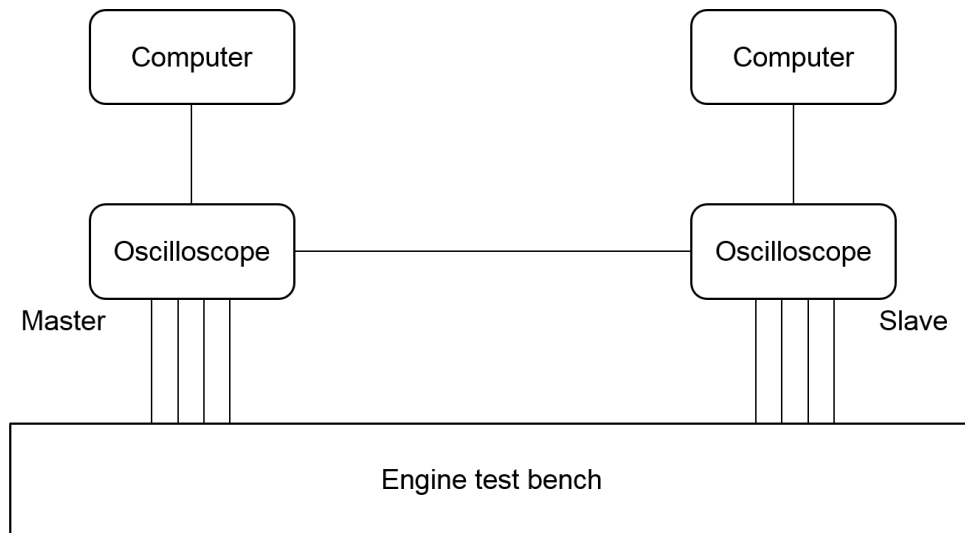 Computer
Computer
Oscilloscope
Oscilloscope
Master
Slave
Engine test bench